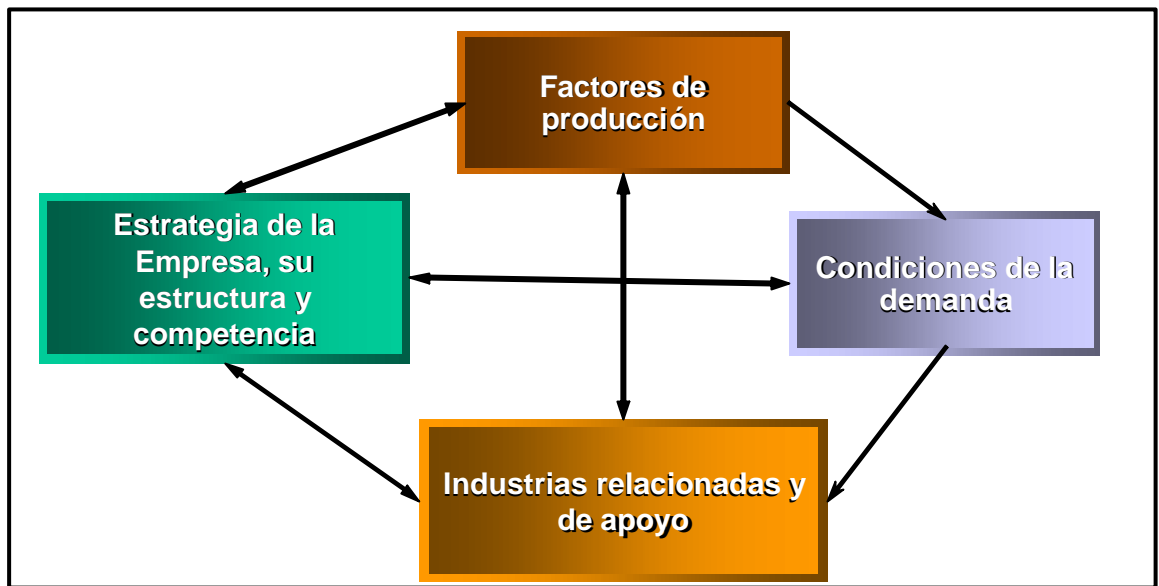 Factores de
producción
Estrategia de la
Empresa, su
estructura y
competencia
Condiciones de la
demanda
Industrias relacionadas y
de apoyo